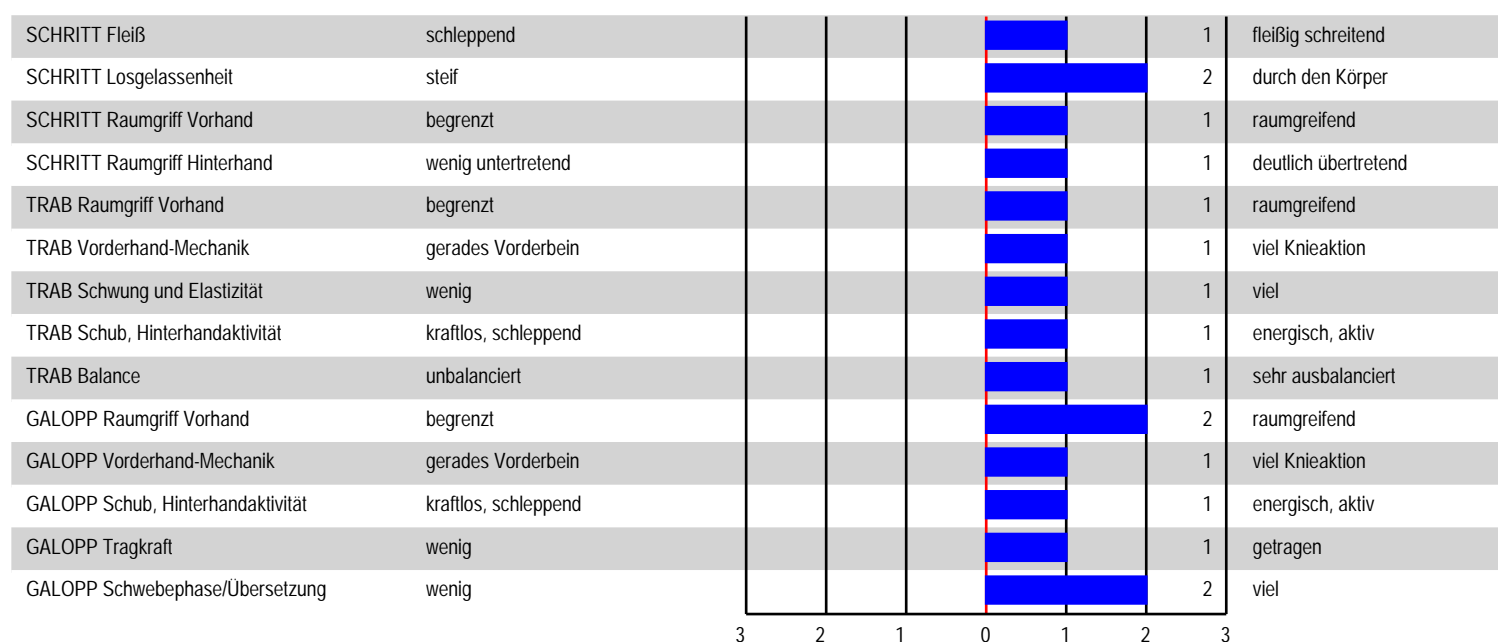 SCHRITT Fleiß schleppend 1 fleißig schreitend
SCHRITT Losgelassenheit steif 2 durch den Körper
SCHRITT Raumgriff Vorhand begrenzt 1 raumgreifend
SCHRITT Raumgriff Hinterhand wenig untertretend 1 deutlich übertretend
TRAB Raumgriff Vorhand begrenzt 1 raumgreifend
TRAB Vorderhand-Mechanik gerades Vorderbein 1 viel Knieaktion
TRAB Schwung und Elastizität wenig 1 viel
TRAB Schub, Hinterhandaktivität kraftlos, schleppend 1 energisch, aktiv
TRAB Balance unbalanciert 1 sehr ausbalanciert
GALOPP Raumgriff Vorhand begrenzt 2 raumgreifend
GALOPP Vorderhand-Mechanik gerades Vorderbein 1 viel Knieaktion
GALOPP Schub, Hinterhandaktivität kraftlos, schleppend 1 energisch, aktiv
GALOPP Tragkraft wenig 1 getragen
GALOPP Schwebephase/Übersetzung wenig 2 viel
3 2 1 0 1 2 3